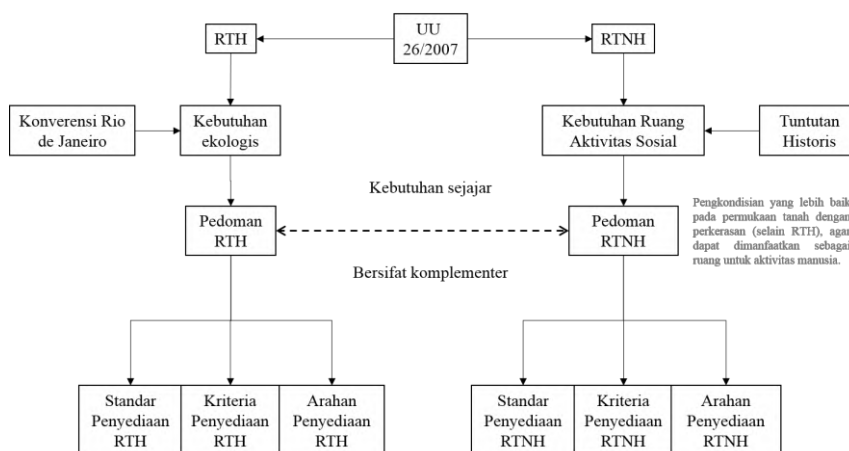 UU
26/2007
RTH
RTNH
Konverensi Rio
de Janeiro
Kebutuhan
ekologis
Kebutuhan Ruang
Aktivitas Sosial
Tuntutan
Historis
Kebutuhan sejajar
Pedoman
RTH
Pedoman
RTNH
Pengkondisian yang lebih baik
pada permukaan tanah dengan
perkerasan (selain RTH), agar
dapat dimanfaatkan sebagai
ruang untuk aktivitas manusia.
Bersifat komplementer
Standar
Penyediaan
RTH
Kriteria
Penyediaan
RTH
Arahan
Penyediaan
RTH
Standar
Penyediaan
RTNH
Kriteria
Penyediaan
RTNH
Arahan
Penyediaan
RTNH